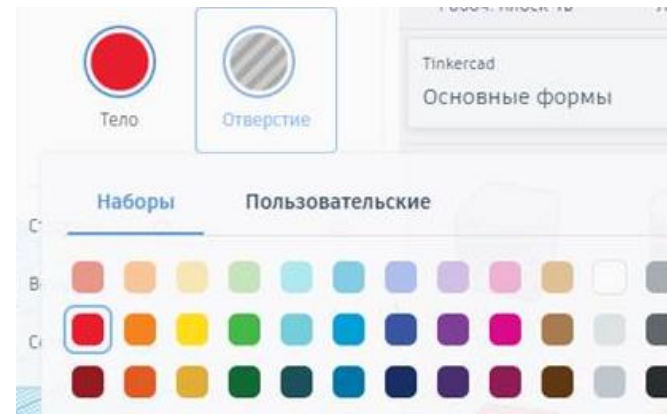 Тело
Отверстие
Tinkercad
Основные формы
Наборы
Пользовательские